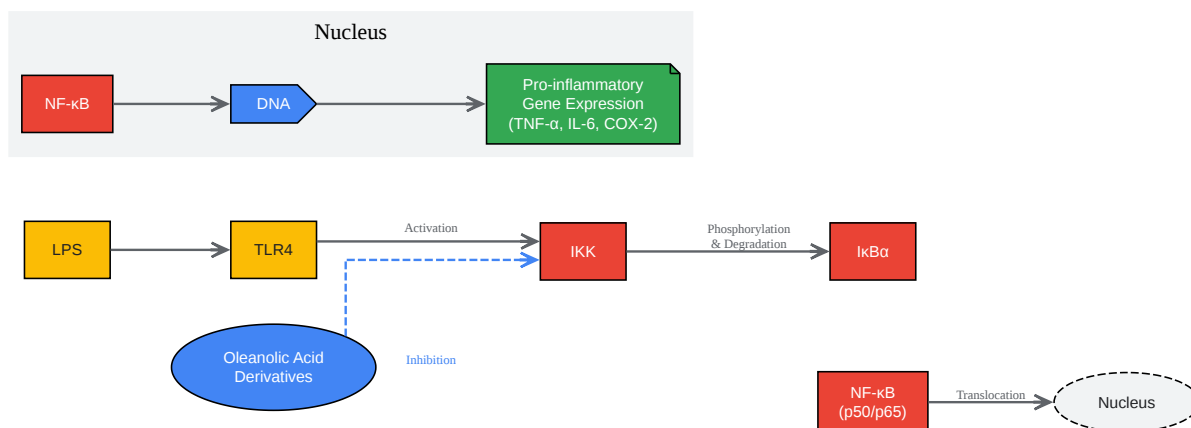 Nucleus
NF-κB
DNA
Pro-inflammatory
Gene Expression
(TNF-α, IL-6, COX-2)
LPS
TLR4
Activation
IKK
Phosphorylation
& Degradation
IκBα
Oleanolic Acid
Derivatives
Inhibition
NF-κB
(p50/p65)
Translocation
Nucleus